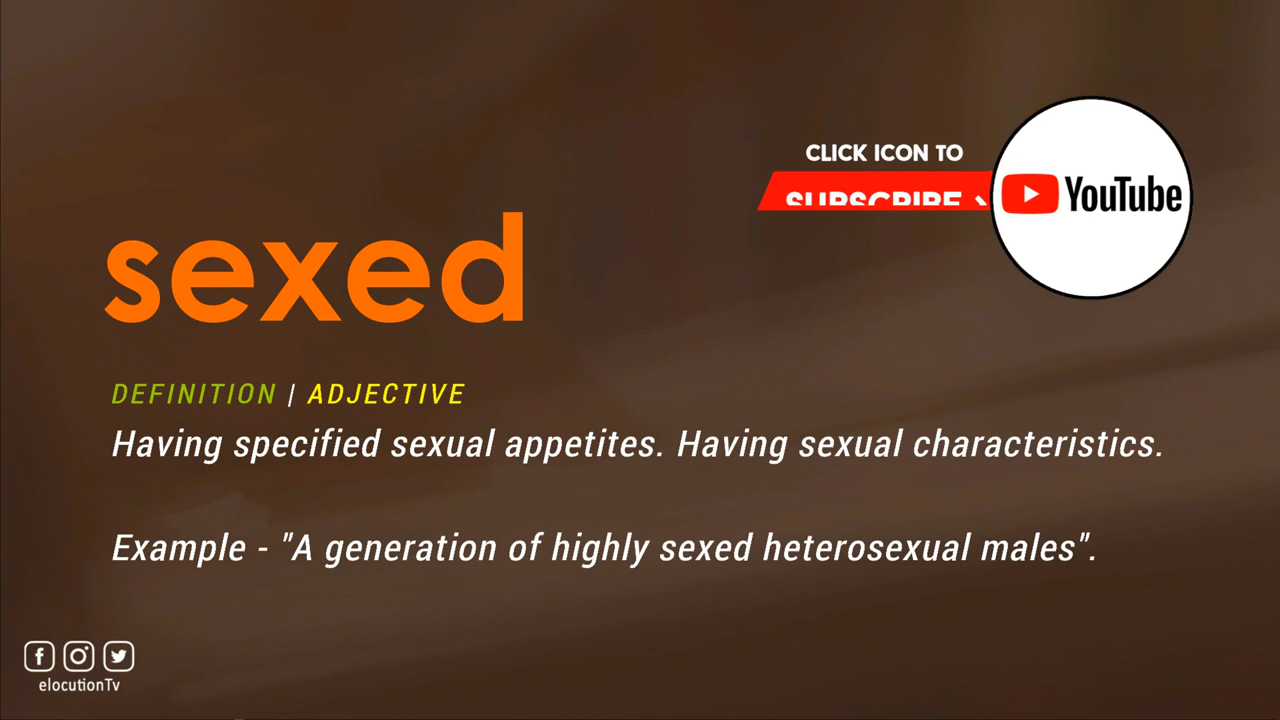 CLICK ICON TO
SUBSCRIBE
YouTube
sexed
DEFINITION | ADJECTIVE
Having specified sexual appetites. Having sexual characteristics.
Example - "A generation of highly sexed heterosexual males".
elocutionTv